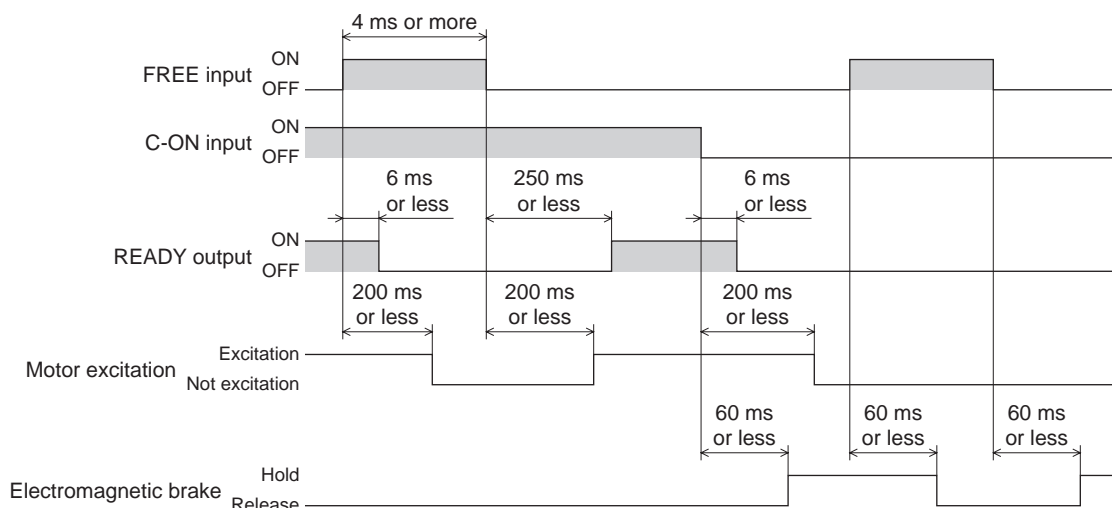 4 ms or more
ON
FREE input
OFF
ON
C-ON input
OFF
6 ms
or less
250 ms
or less
6 ms
or less
ON
READY output
OFF
200 ms
or less
200 ms
or less
200 ms
or less
Excitation
Motor excitation
Not excitation
60 ms
or less
60 ms
or less
60 ms
or less
Hold
Electromagnetic brake
Release